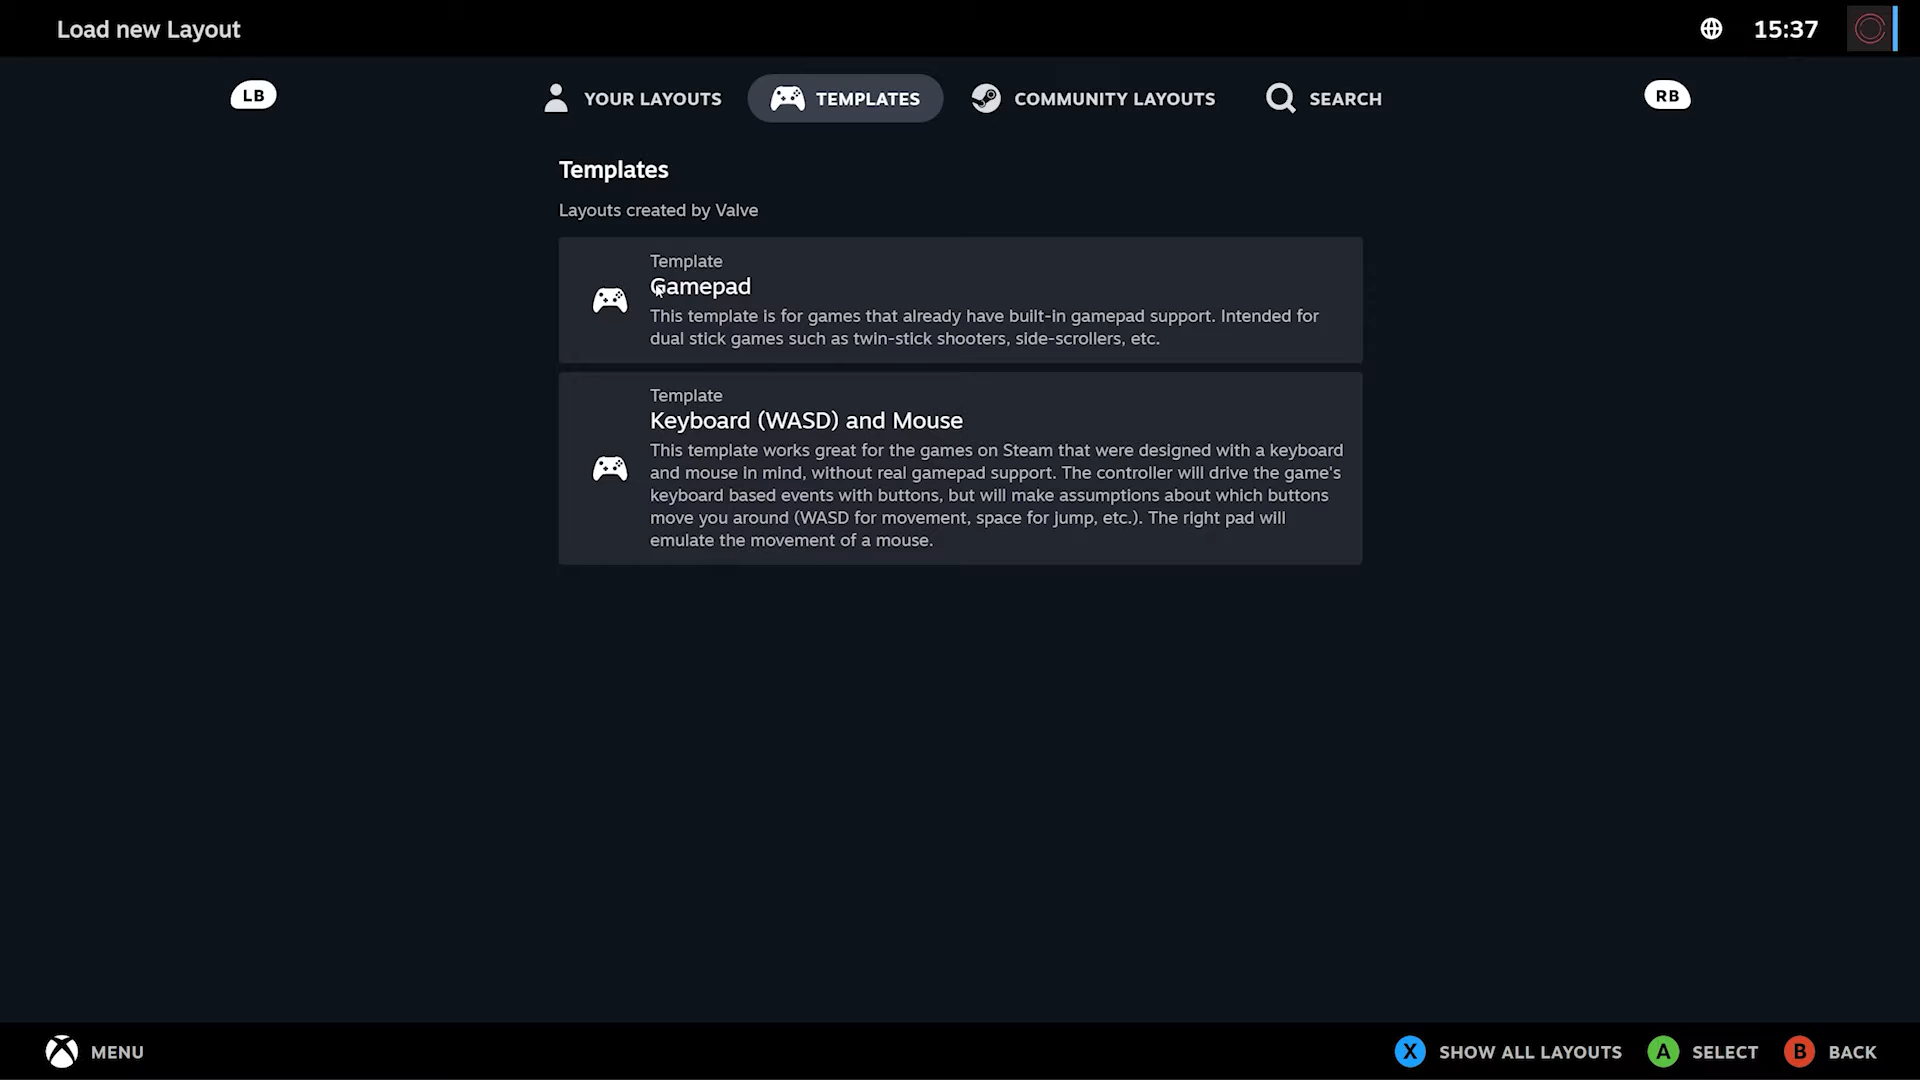 Load new Layout
15:37
LB
YOUR LAYOUTS
TEMPLATES
COMMUNITY LAYOUTS
SEARCH
RB
Templates
Layouts created by Valve
Template
Gamepad
This template is for games that already have built-in gamepad support. Intended for
dual stick games such as twin-stick shooters, side-scrollers, etc.
Template
Keyboard (WASD) and Mouse
This template works great for the games on Steam that were designed with a keyboard
and mouse in mind, without real gamepad support. The controller will drive the game's
keyboard based events with buttons, but will make assumptions about which buttons
move you around (WASD for movement, space for jump, etc.). The right pad will
emulate the movement of a mouse.
MENU
X SHOW ALL LAYOUTS
A SELECT
B BACK